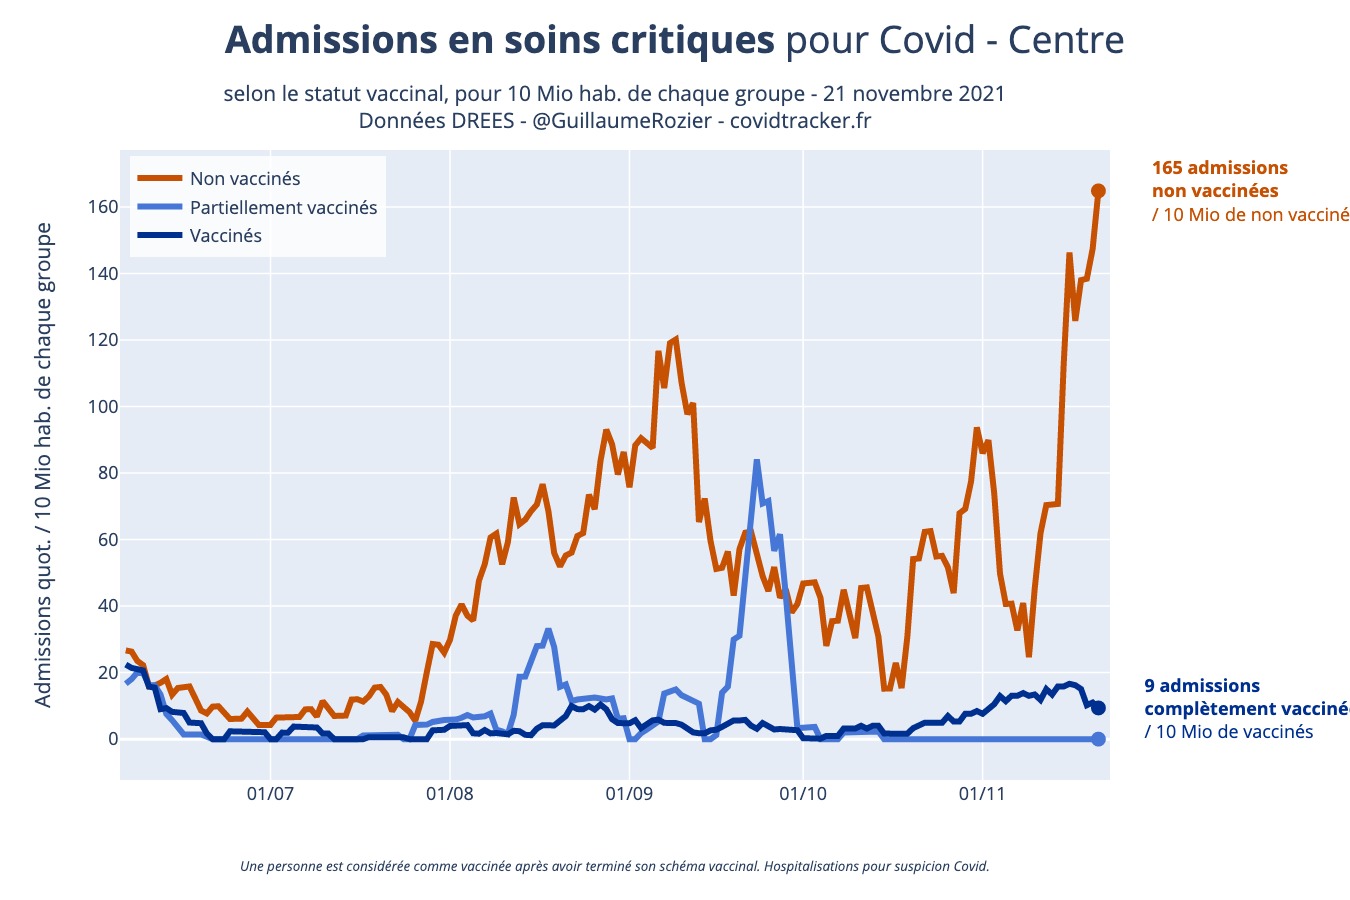 Admissions en soins critiques pour Covid - Centre
selon le statut vaccinal, pour 10 Mio hab. de chaque groupe - 21 novembre 2021
Données DREES - @GuillaumeRozier - covidtracker.fr
Non vaccinés
Partiellement vaccinés
Vaccinés
165 admissions
non vaccinées
/ 10 Mio de non vacciné
Admissions quot. / 10 Mio hab. de chaque groupe
160
140
120
100
80
60
40
20
0
9 admissions
complètement vacciné
/ 10 Mio de vaccinés
01/07
01/08
01/09
01/10
01/11
Une personne est considérée comme vaccinée après avoir terminé son schéma vaccinal. Hospitalisations pour suspicion Covid.